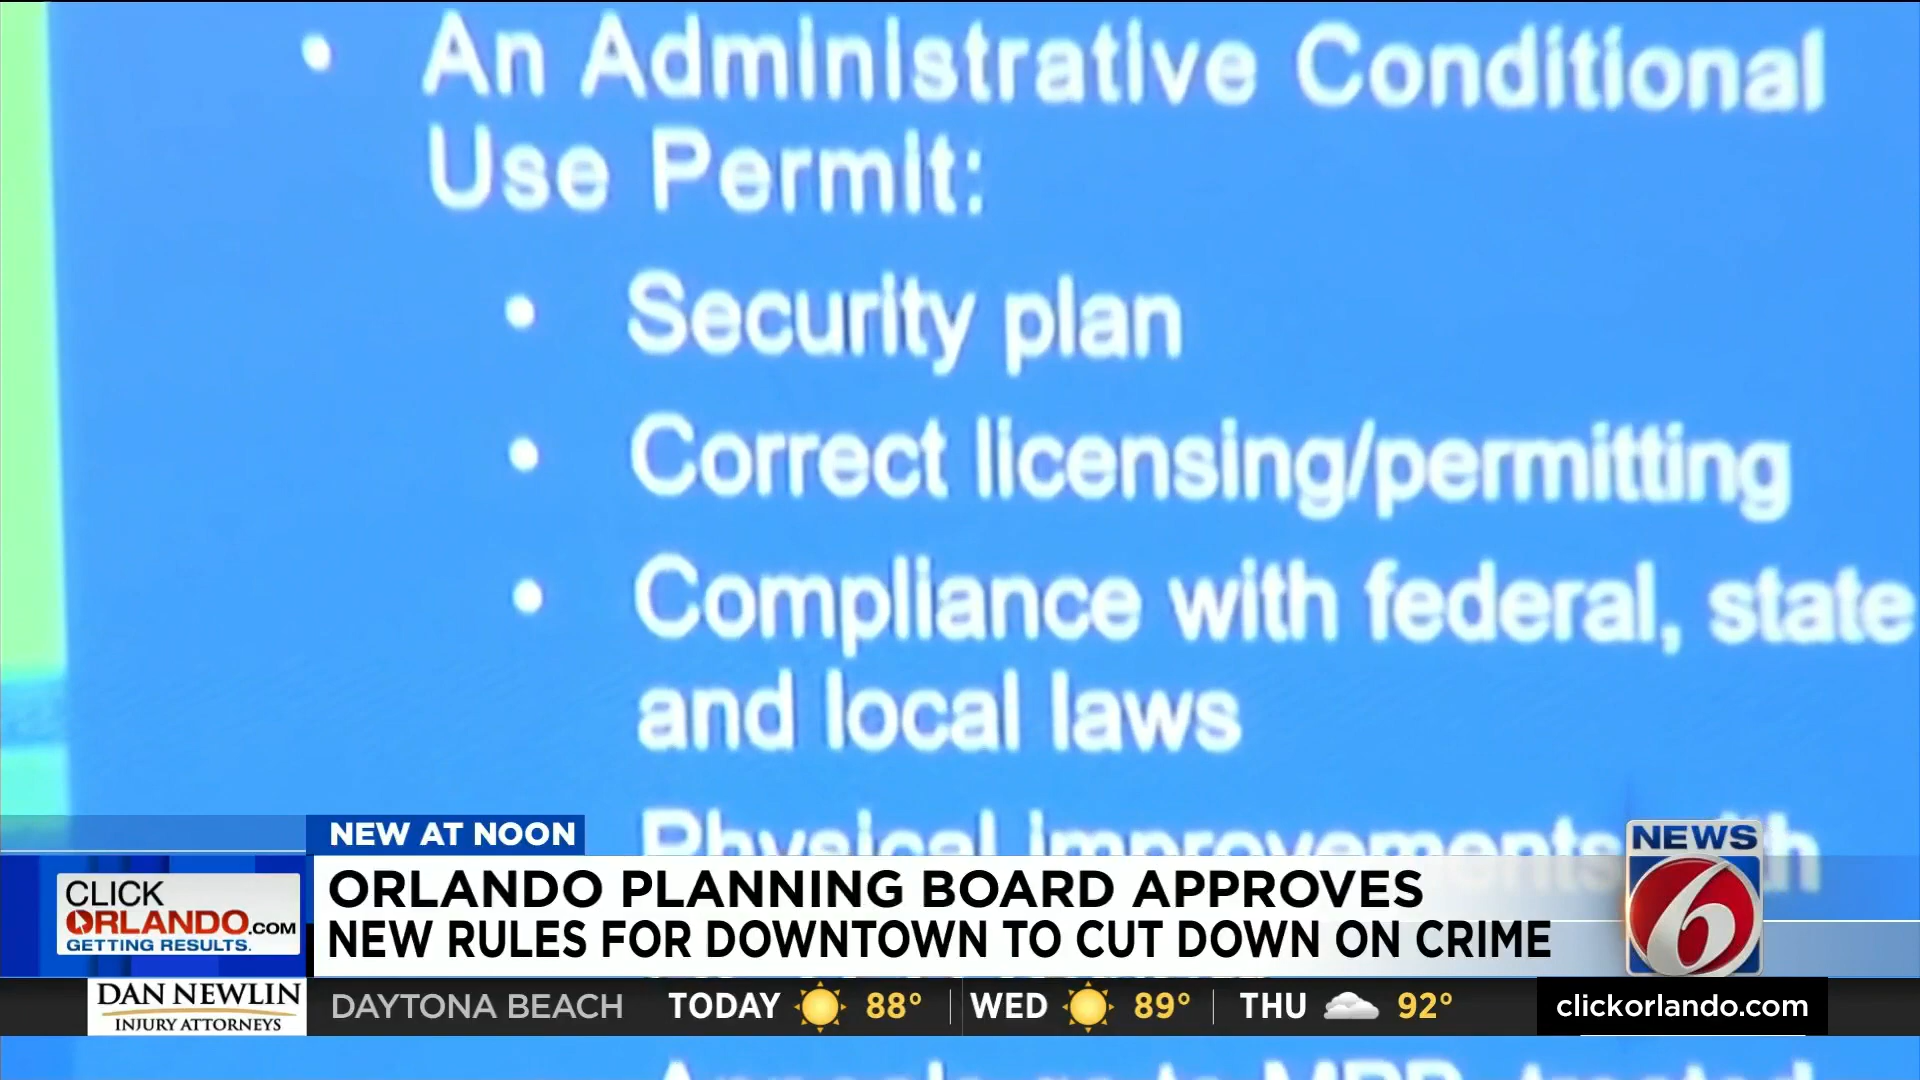 • An Administrative Conditional
Use Permit:
• Security plan
• Correct licensing/permitting
• Compliance with federal, state
and local laws
Physical improvements
NEW AT NOON
ORLANDO PLANNING BOARD APPROVES
NEW RULES FOR DOWNTOWN TO CUT DOWN ON CRIME
CLICK
ORLANDO.COM
GETTING RESULTS.
NEWS
6
DAN NEWLIN
INJURY ATTORNEYS
DAYTONA BEACH TODAY 88° WED 89° THU 92°
clickorlando.com